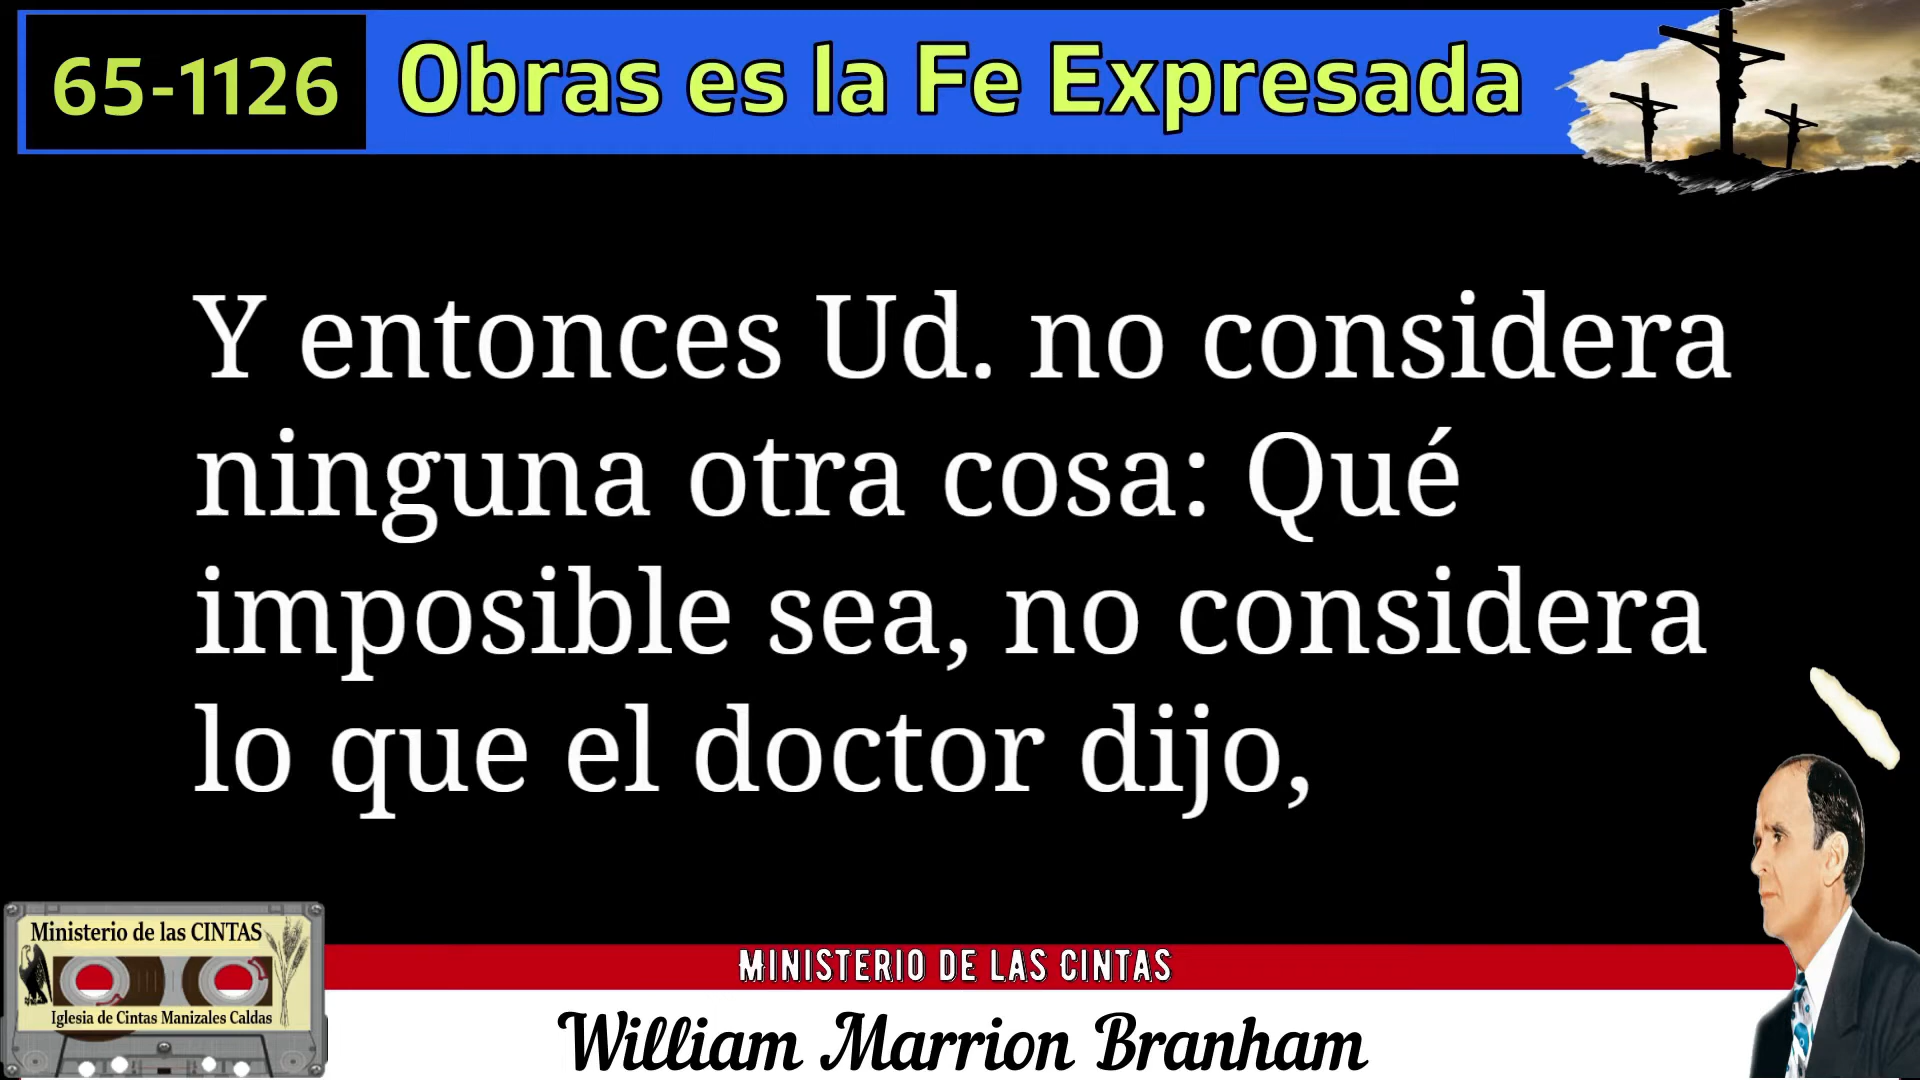 65-1126
Obras es la Fe Expresada
Y entonces Ud. no considera
ninguna otra cosa: Qué
imposible sea, no considera
lo que el doctor dijo,
Ministerio de las CINTAS
Iglesia de Cintas Manizales Caldas
MINISTERIO DE LAS CINTAS
William Marrion Branham